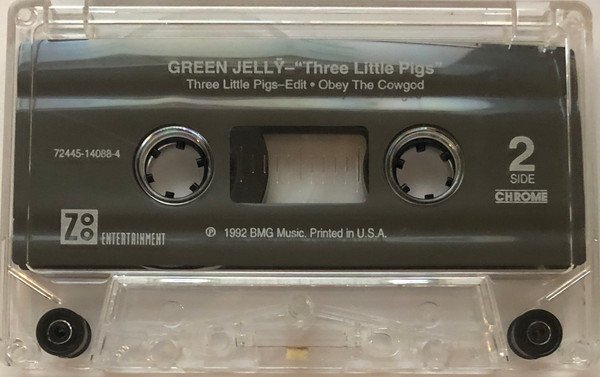 GREEN JELLŸ–"Three Little Pigs"
Three Little Pigs–Edit • Obey The Cowgod
72445-14088-4
2
SIDE
CHROME
ZOO ENTERTAINMENT
℗ 1992 BMG Music. Printed in U.S.A.